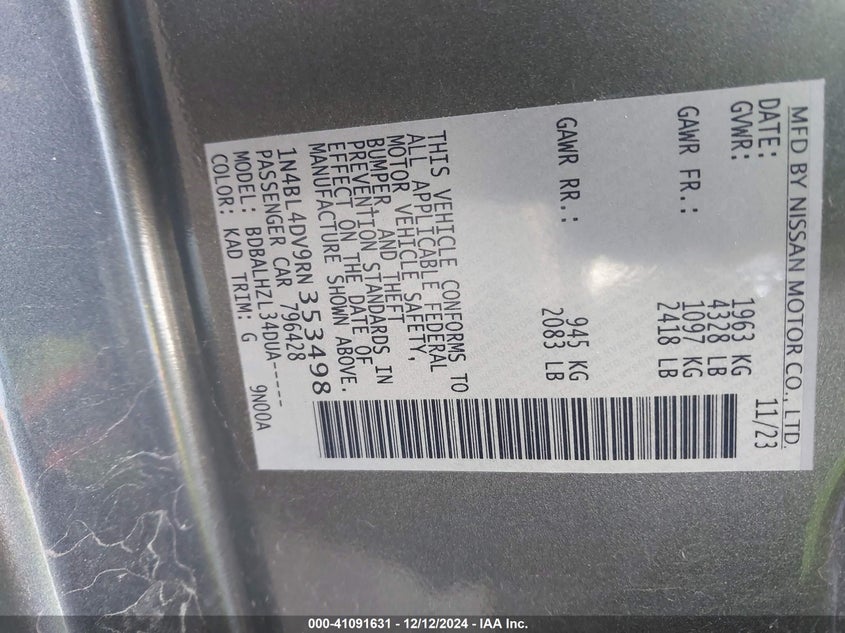 MFD BY NISSAN MOTOR CO., LTD.
DATE: 11/23
GVWR: 1963 KG
4328 LB
GAWR FR.: 1097 KG
2418 LB
GAWR RR.: 945 KG
2083 LB
THIS VEHICLE CONFORMS TO
ALL APPLICABLE FEDERAL
MOTOR VEHICLE SAFETY,
BUMPER, AND THEFT
PREVENTION STANDARDS IN
EFFECT ON THE DATE OF
MANUFACTURE SHOWN ABOVE.
1N4BL4DV9RN353498
PASSENGER CAR 796428
MODEL: BDBALHZL34DUA-----
COLOR: KAD TRIM: G 9N00A
000-41091631 - 12/12/2024 - IAA Inc.